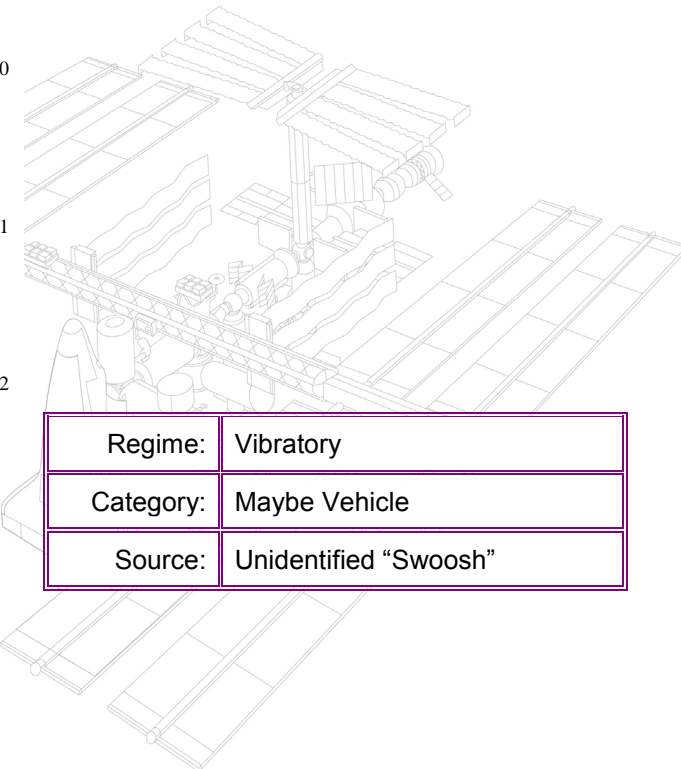 0
1
2
Regime: Vibratory
Category: Maybe Vehicle
Source: Unidentified “Swoosh”